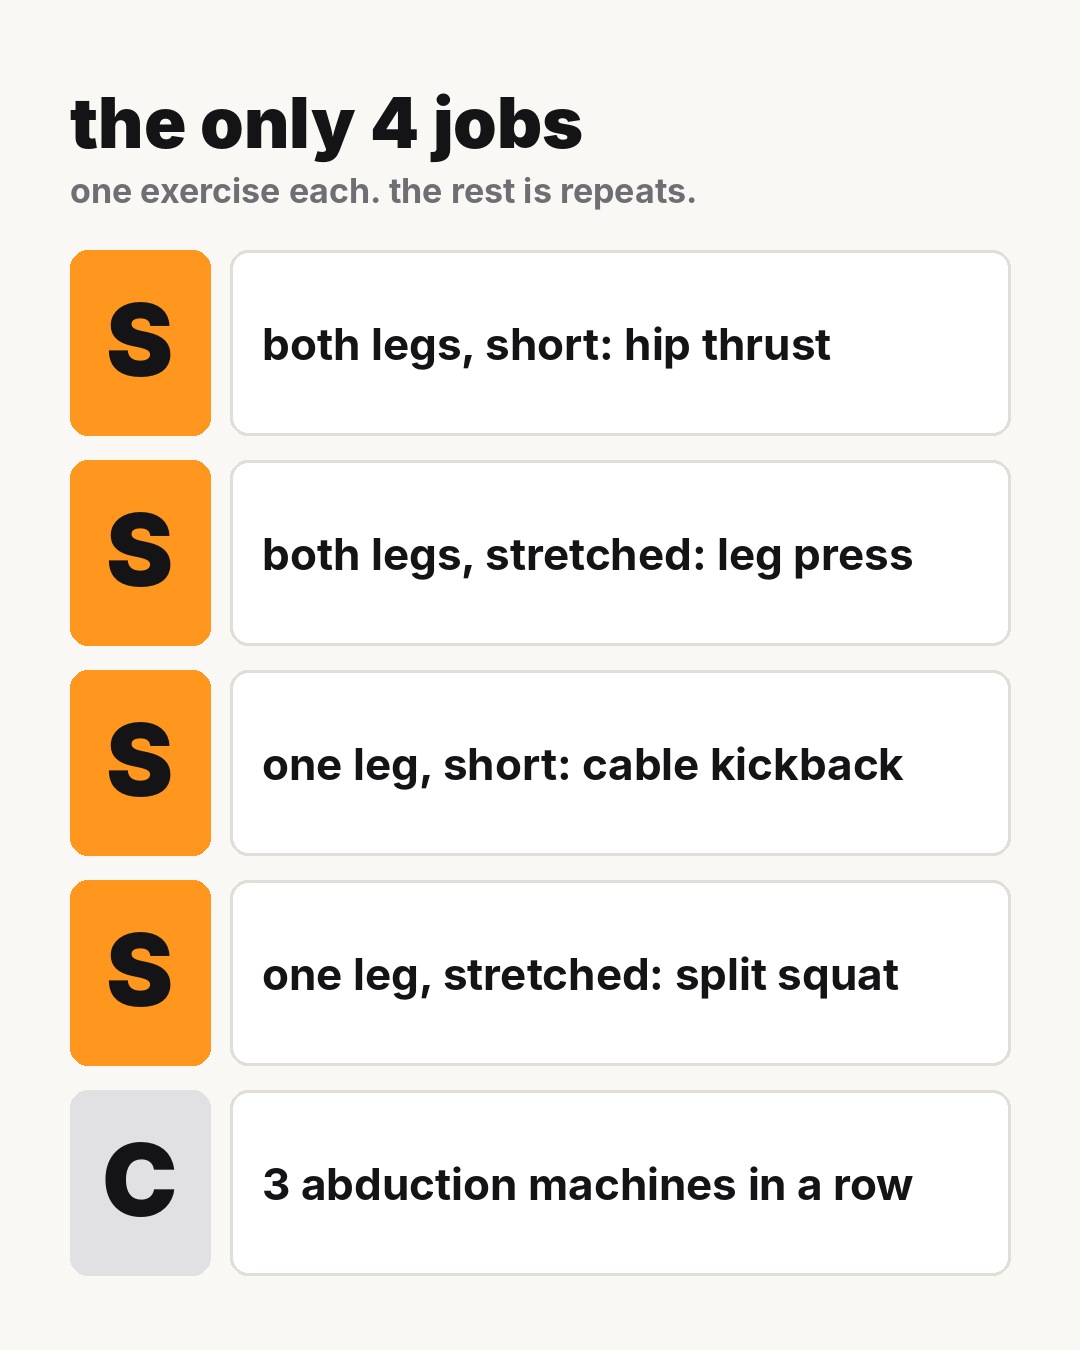 the only 4 jobs
one exercise each. the rest is repeats.
S
both legs, short: hip thrust
S
both legs, stretched: leg press
S
one leg, short: cable kickback
S
one leg, stretched: split squat
C
3 abduction machines in a row